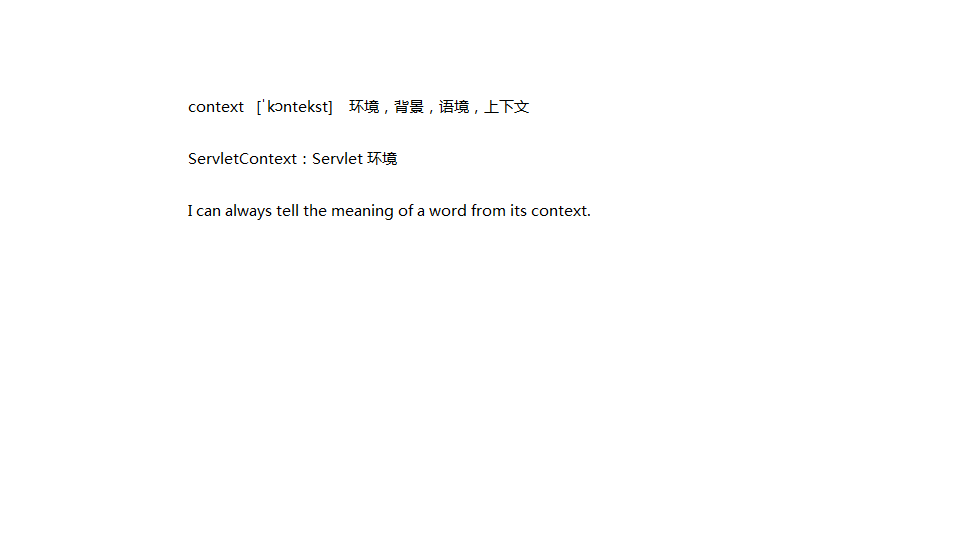 context [ˈkɔntekst] 环境，背景，语境，上下文
ServletContext：Servlet 环境
I can always tell the meaning of a word from its context.